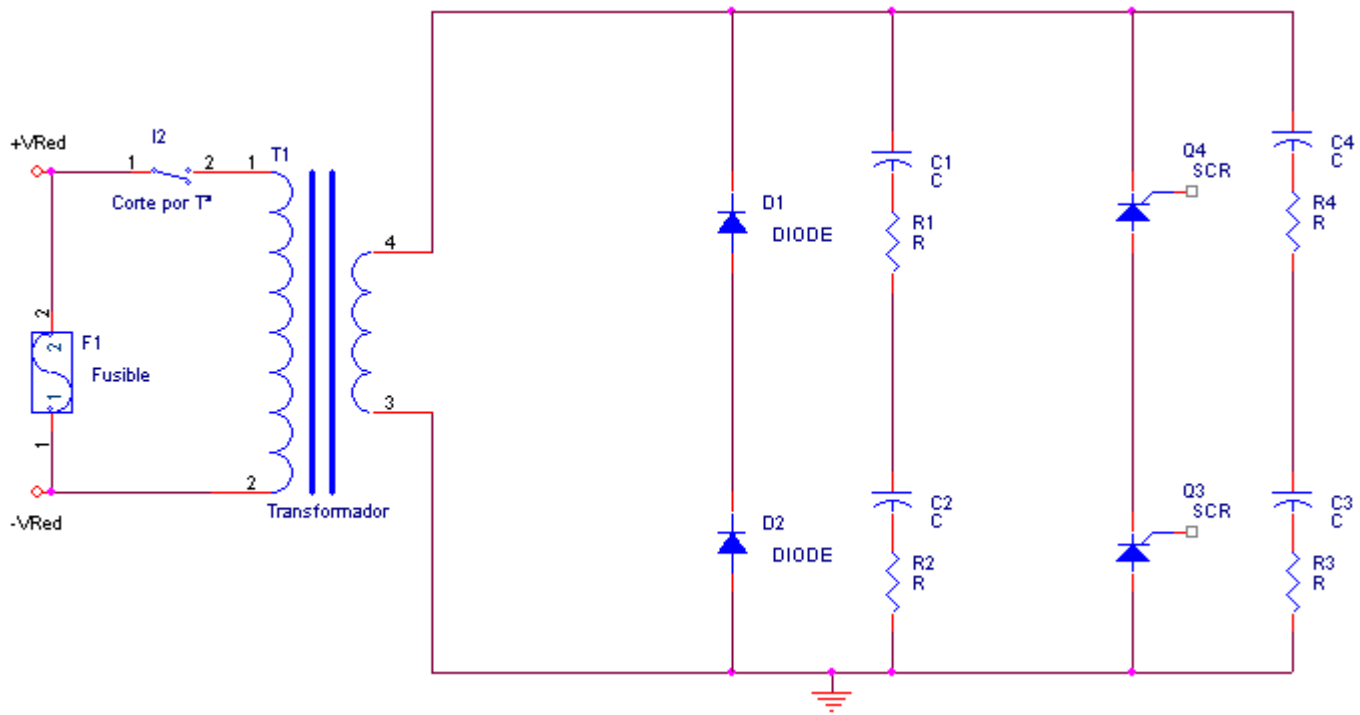 +VRed
I2
1
2
1
T1
Corte por Tª
4
2
2
F1
Fusible
1
1
3
2
-VRed
Transformador
D1
DIODE
C1
C
R1
R
Q4
SCR
C4
C
R4
R
D2
DIODE
C2
C
R2
R
Q3
SCR
C3
C
R3
R